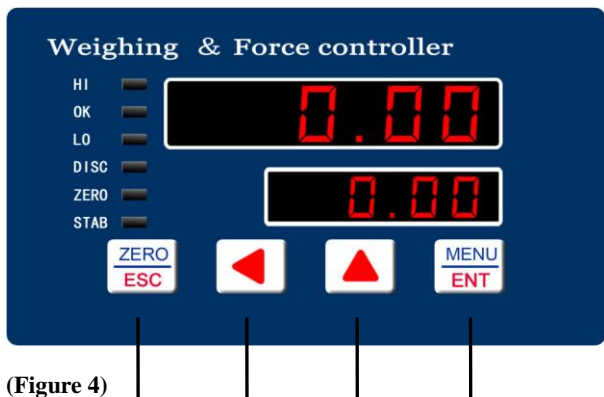 Weighing & Force controller
HI
0.00
OK
LO
DISC
0.00
ZERO
STAB
ZERO
ESC
MENU
ENT
(Figure 4)